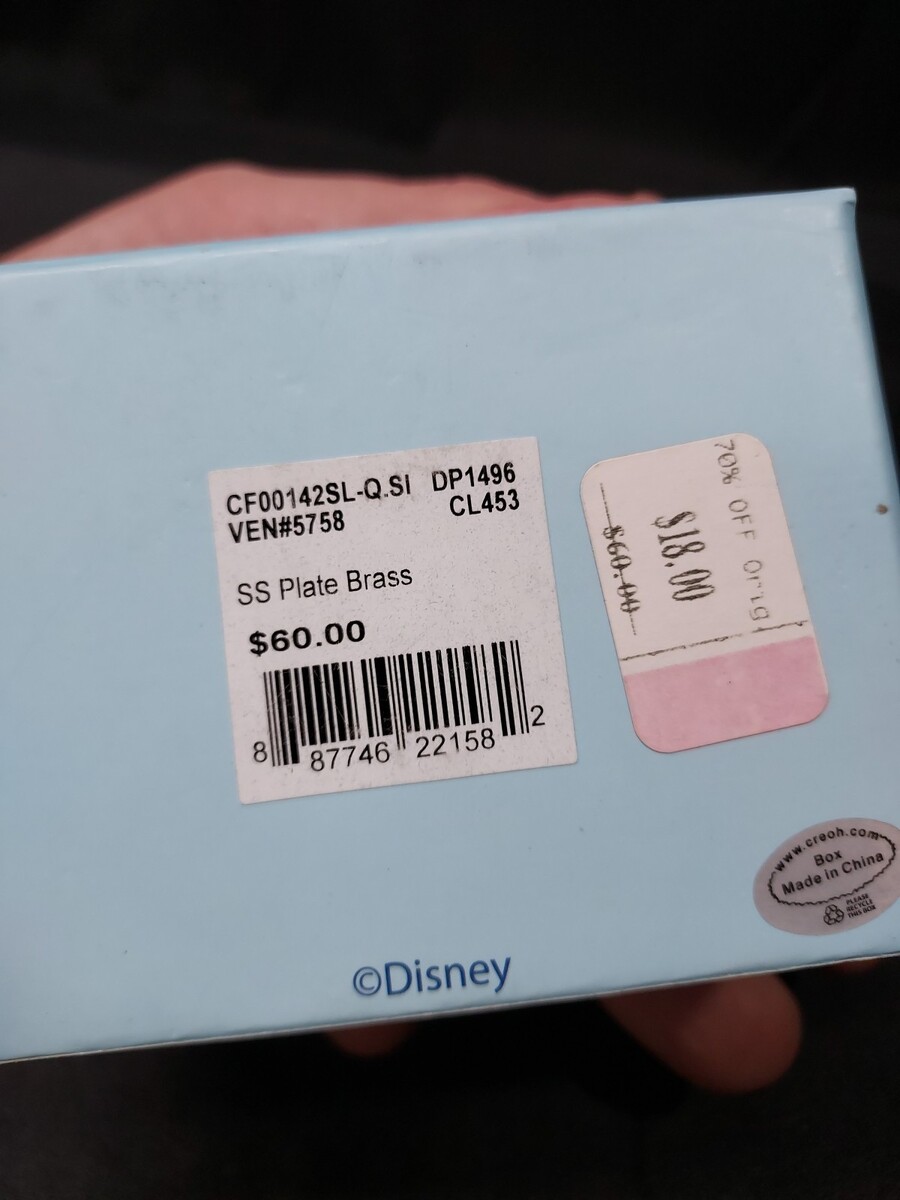 CF00142SL-Q.SI DP1496
VEN#5758 CL453
SS Plate Brass
$60.00
8 87746 22158 2
70% OFF Orig
$18.00
$60.00
www.creoh.com
Box
Made in China
PLEASE
RECYCLE
THIS BOX
©Disney